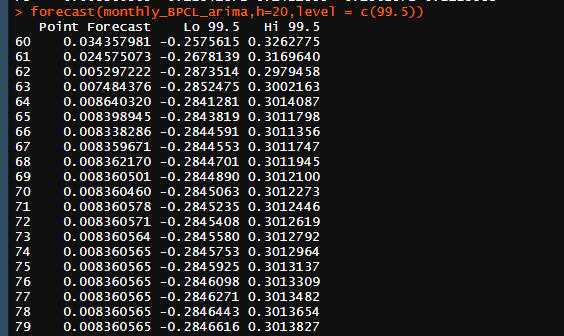 > forecast(monthly_BPCL_arima,h=20,level = c(99.5))
   Point Forecast    Lo 99.5   Hi 99.5
60    0.034357981 -0.2575615 0.3262775
61    0.024575073 -0.2678139 0.3169640
62    0.005297222 -0.2873514 0.2979458
63    0.007484376 -0.2852475 0.3002163
64    0.008640320 -0.2841281 0.3014087
65    0.008398945 -0.2843819 0.3011798
66    0.008338286 -0.2844591 0.3011356
67    0.008359671 -0.2844553 0.3011747
68    0.008362170 -0.2844701 0.3011945
69    0.008360501 -0.2844890 0.3012100
70    0.008360460 -0.2845063 0.3012273
71    0.008360578 -0.2845235 0.3012446
72    0.008360571 -0.2845408 0.3012619
73    0.008360564 -0.2845580 0.3012792
74    0.008360565 -0.2845753 0.3012964
75    0.008360565 -0.2845925 0.3013137
76    0.008360565 -0.2846098 0.3013309
77    0.008360565 -0.2846271 0.3013482
78    0.008360565 -0.2846443 0.3013654
79    0.008360565 -0.2846616 0.3013827